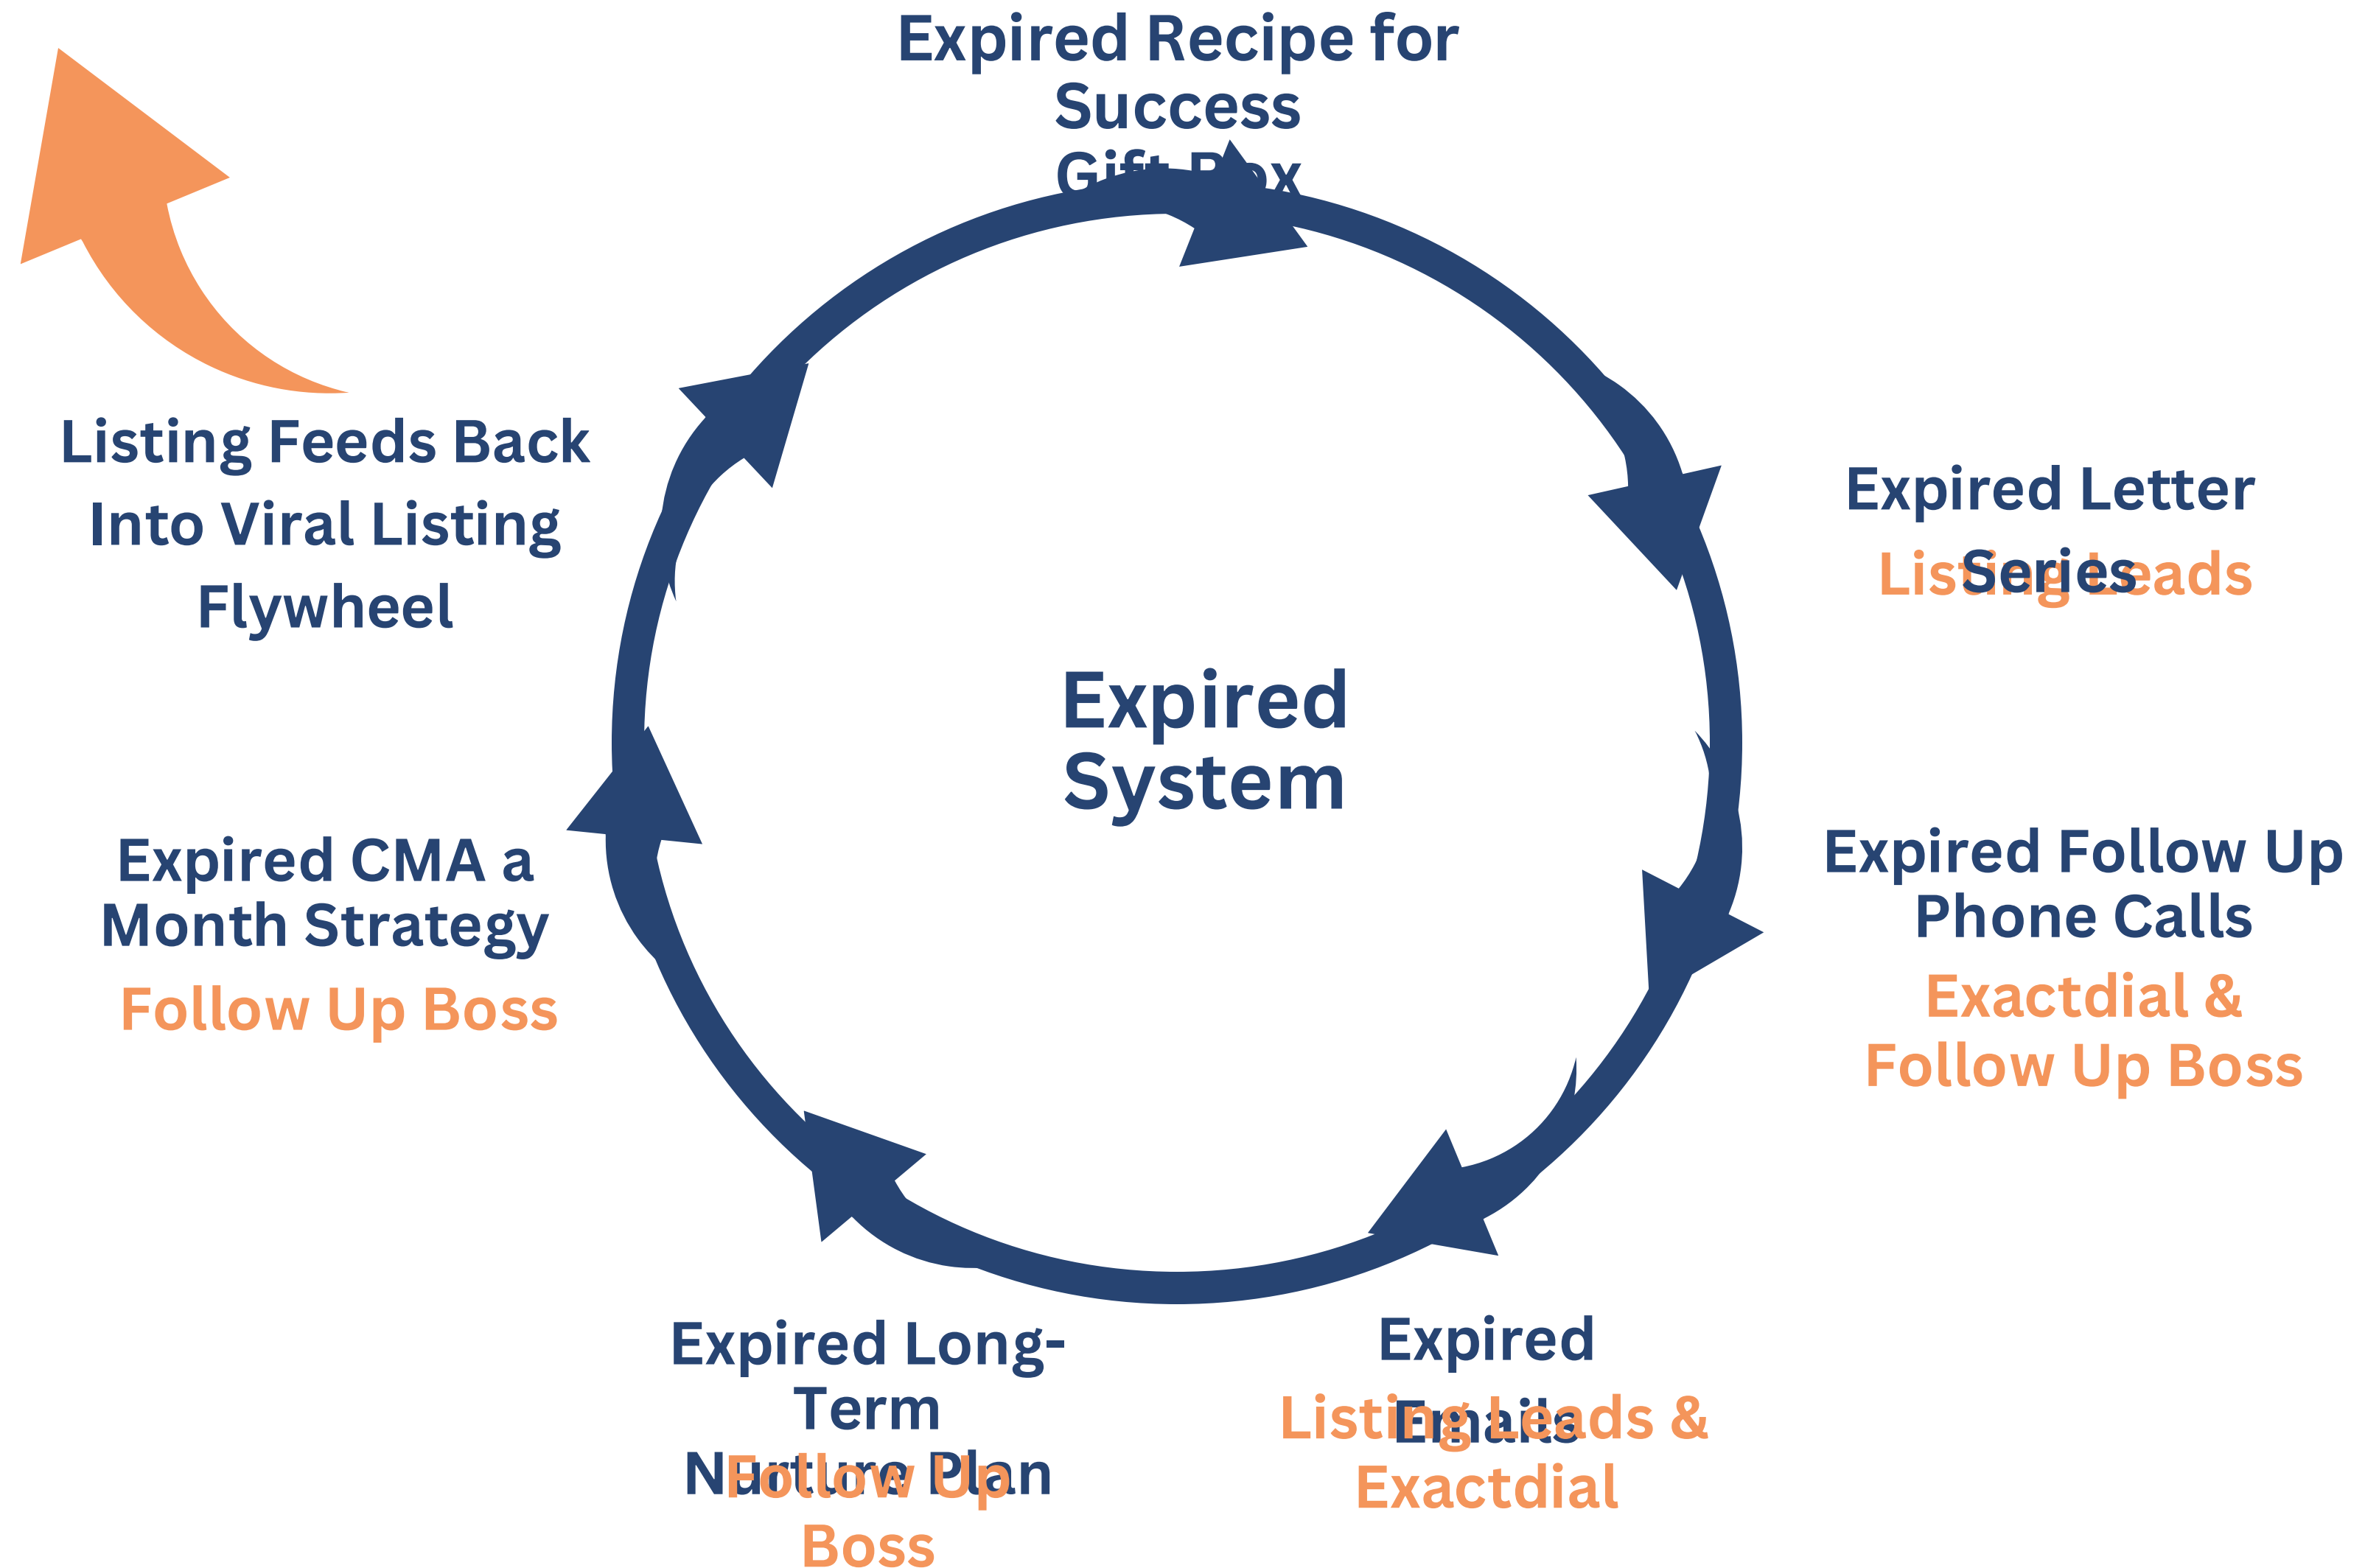 Expired Recipe for
Success
Gift Box
Listing Feeds Back
Into Viral Listing
Flywheel
Expired Letter
Series
Listing Leads
Expired
System
Expired CMA a
Month Strategy
Follow Up Boss
Expired Follow Up
Phone Calls
Exactdial &
Follow Up Boss
Expired Long-
Term
Nurture Plan
Follow Up
Boss
Expired
Emails
Listing Leads &
Exactdial